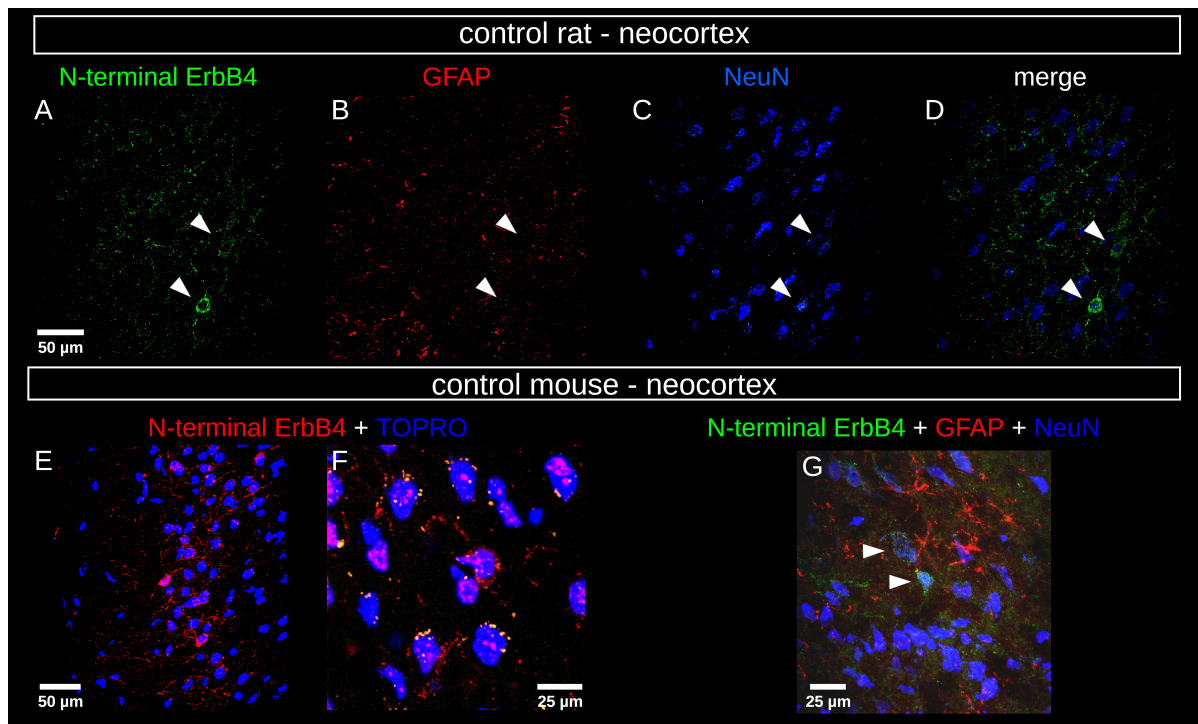 control rat - neocortex
N-terminal ErbB4 GFAP NeuN merge
A B C D
50 µm
control mouse - neocortex
N-terminal ErbB4 + TOPRO N-terminal ErbB4 + GFAP + NeuN
E F G
50 µm 25 µm 25 µm